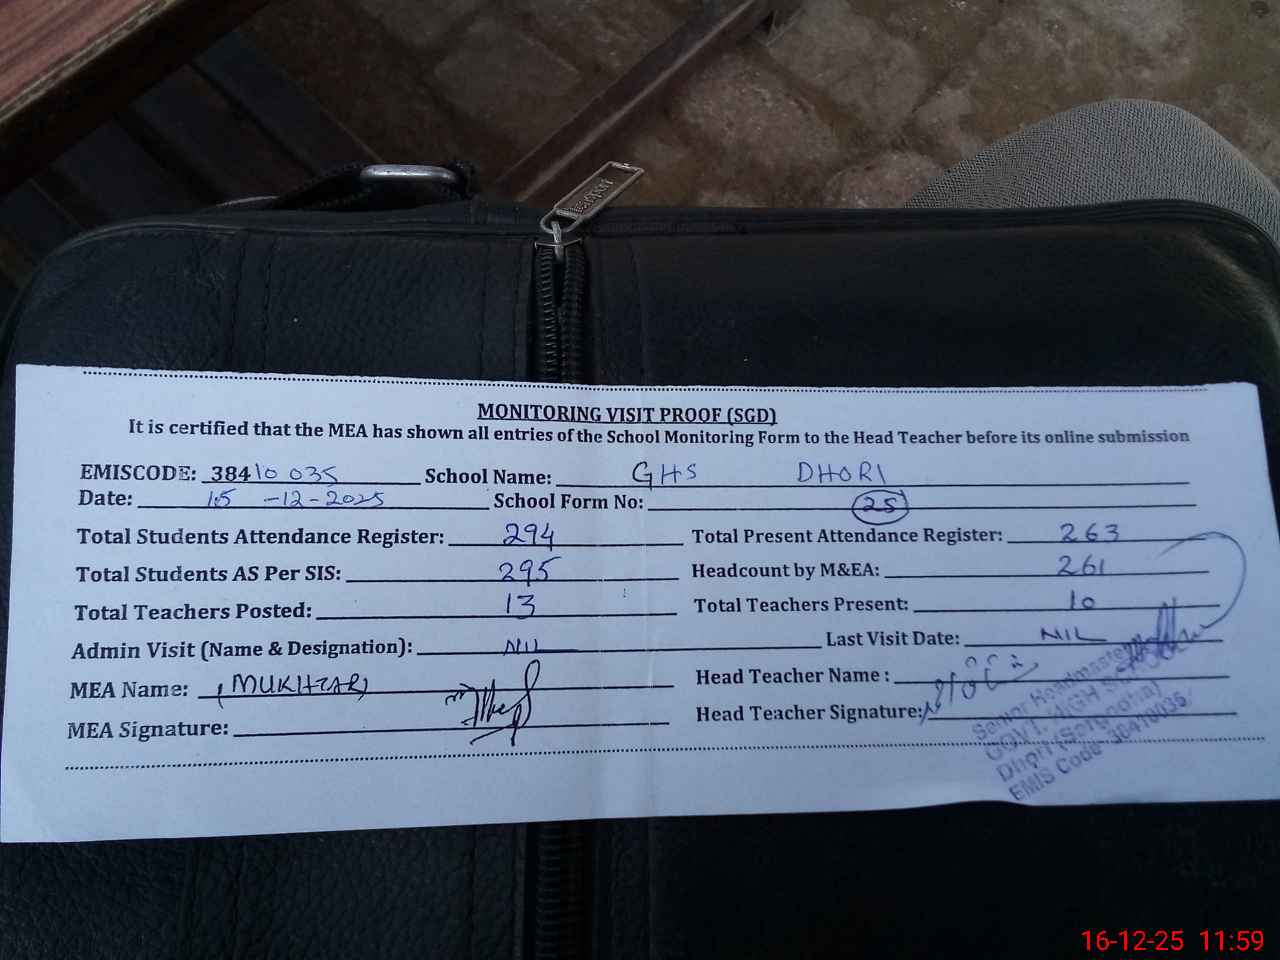 MONITORING VISIT PROOF (SGD)
It is certified that the MEA has shown all entries of the School Monitoring Form to the Head Teacher before its online submission
EMISCODE: 38410035 School Name: GHS DHORI
Date: 15-12-2025 School Form No: 25
Total Students Attendance Register: 294 Total Present Attendance Register: 263
Total Students AS Per SIS: 295 Headcount by M&EA: 261
Total Teachers Posted: 13 Total Teachers Present: 10
Admin Visit (Name & Designation): NIL Last Visit Date: NIL
MEA Name: (MUKHTAR) Head Teacher Name :
MEA Signature: Head Teacher Signature:
Senior Headmaster
GOVT. HIGH
Dhori (Sargodha)
EMIS Code 38410035
16-12-25 11:59